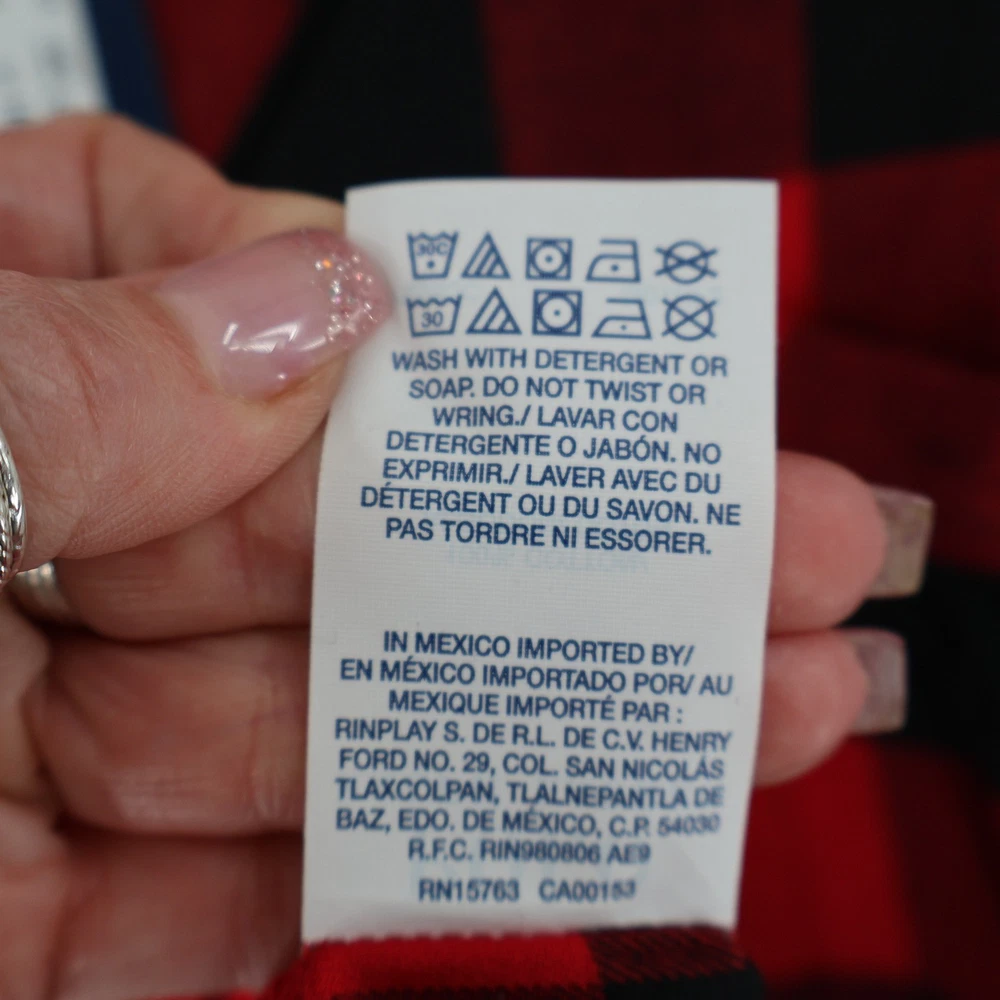 30C
30
WASH WITH DETERGENT OR
SOAP. DO NOT TWIST OR
WRING./ LAVAR CON
DETERGENTE O JABÓN. NO
EXPRIMIR./ LAVER AVEC DU
DÉTERGENT OU DU SAVON. NE
PAS TORDRE NI ESSORER.
IN MEXICO IMPORTED BY/
EN MÉXICO IMPORTADO POR/ AU
MEXIQUE IMPORTÉ PAR :
RINPLAY S. DE R.L. DE C.V. HENRY
FORD NO. 29, COL. SAN NICOLÁS
TLAXCOLPAN, TLALNEPANTLA DE
BAZ, EDO. DE MÉXICO, C.P. 54030
R.F.C. RIN980806 AE9
RN15763 CA00153